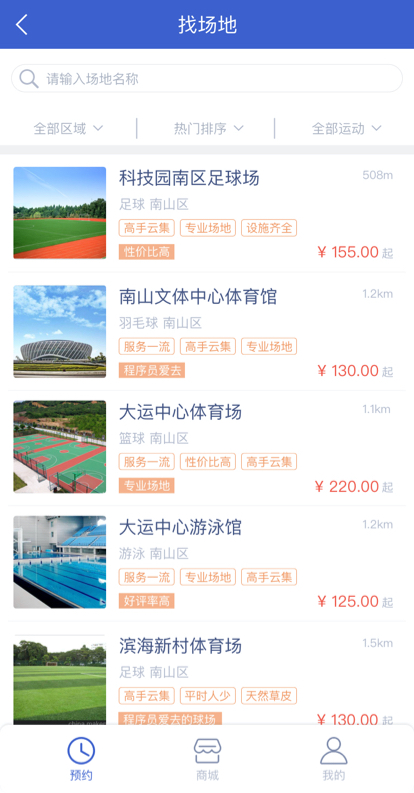 找场地
请输入场地名称
全部区域 热门排序 全部运动
科技园南区足球场 508m
足球 南山区
高手云集 专业场地 设施齐全
性价比高 ¥ 155.00 起
南山文体中心体育馆 1.2km
羽毛球 南山区
服务一流 高手云集 专业场地
程序员爱去 ¥ 130.00 起
大运中心体育场 1.1km
篮球 南山区
服务一流 性价比高 高手云集
专业场地 ¥ 220.00 起
大运中心游泳馆 1.2km
游泳 南山区
服务一流 专业场地 高手云集
好评率高 ¥ 125.00 起
滨海新村体育场 1.5km
足球 南山区
高手云集 平时人少 天然草皮
程序员爱去的球场 ¥ 130.00 起
预约 商城 我的